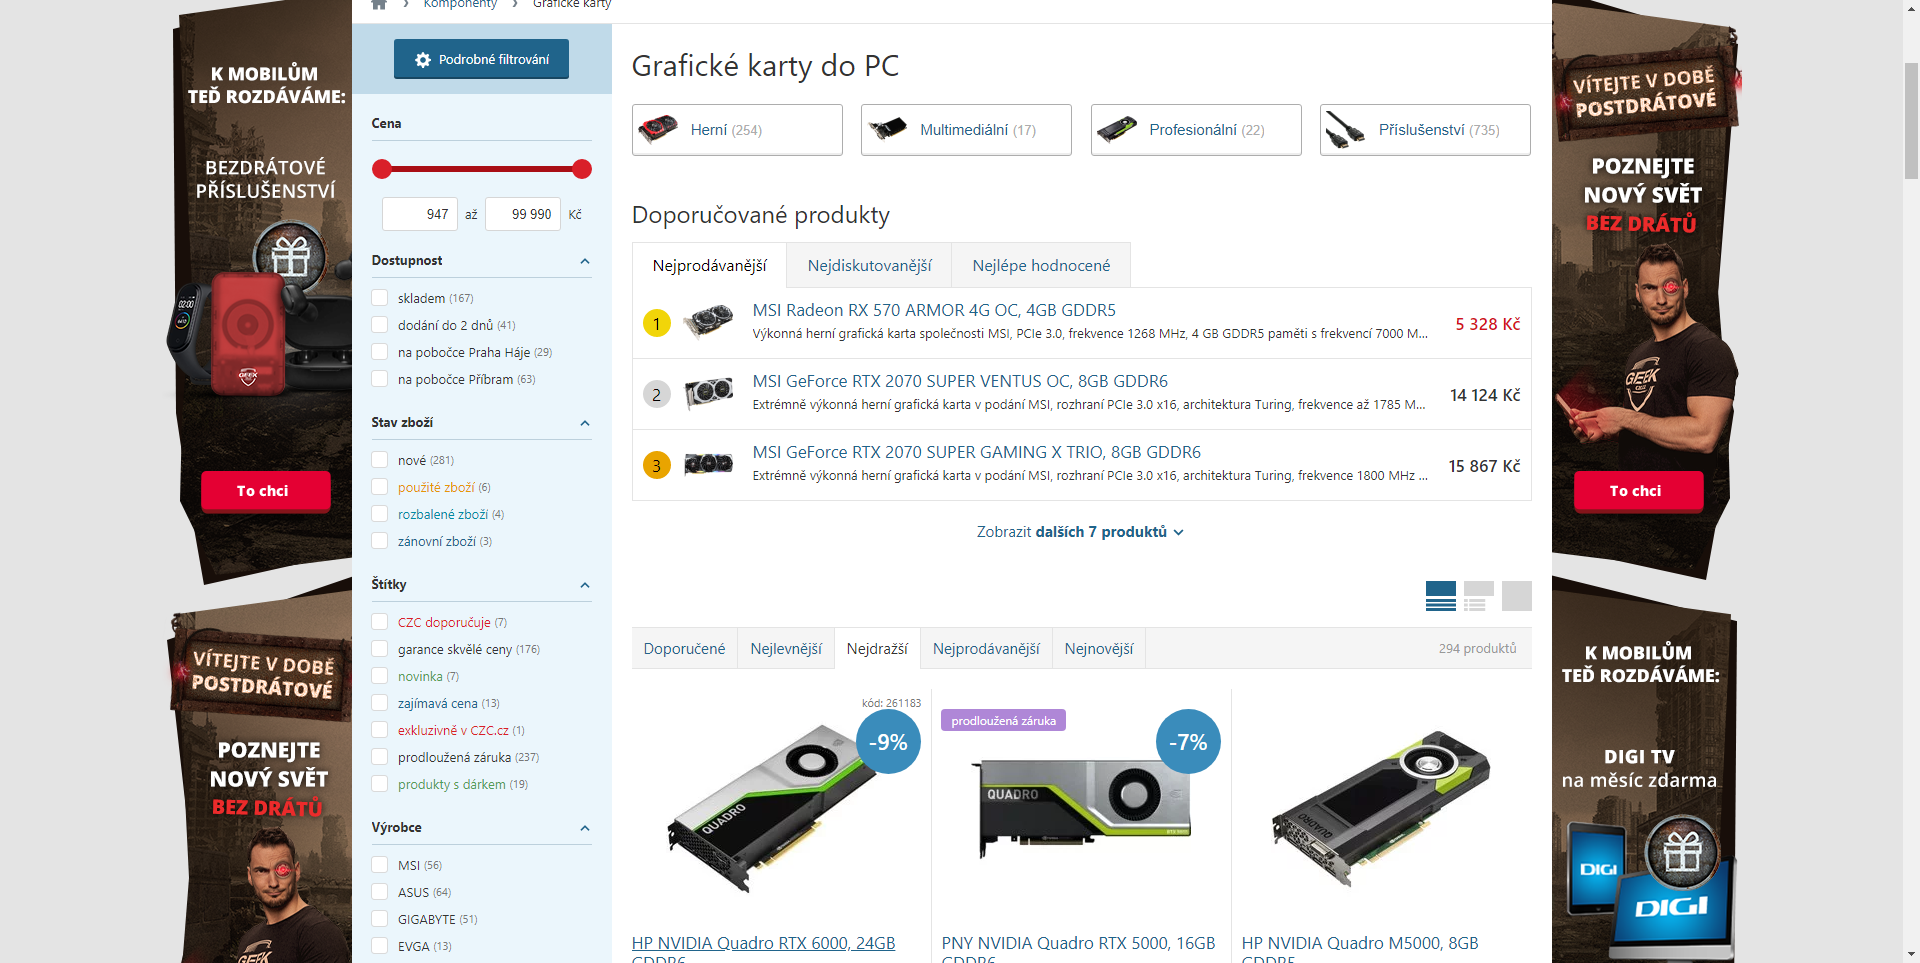 Komponenty
Grafické karty
Podrobné filtrování
Cena
947 až 99 990 Kč
Dostupnost
skladem (167)
dodání do 2 dnů (41)
na pobočce Praha Háje (29)
na pobočce Příbram (63)
Stav zboží
nové (281)
použité zboží (6)
rozbalené zboží (4)
zánovní zboží (3)
Štítky
CZC doporučuje (7)
garance skvělé ceny (176)
novinka (7)
zajímavá cena (13)
exkluzivně v CZC.cz (1)
prodloužená záruka (237)
produkty s dárkem (19)
Výrobce
MSI (56)
ASUS (64)
GIGABYTE (51)
EVGA (13)
Grafické karty do PC
Herní (254)
Multimediální (17)
Profesionální (22)
Příslušenství (735)
Doporučované produkty
Nejprodávanější
Nejdiskutovanější
Nejlépe hodnocené
1
MSI Radeon RX 570 ARMOR 4G OC, 4GB GDDR5
Výkonná herní grafická karta společnosti MSI, PCIe 3.0, frekvence 1268 MHz, 4 GB GDDR5 paměti s frekvencí 7000 M...
5 328 Kč
2
MSI GeForce RTX 2070 SUPER VENTUS OC, 8GB GDDR6
Extrémně výkonná herní grafická karta v podání MSI, rozhraní PCIe 3.0 x16, architektura Turing, frekvence až 1785 M...
14 124 Kč
3
MSI GeForce RTX 2070 SUPER GAMING X TRIO, 8GB GDDR6
Extrémně výkonná herní grafická karta v podání MSI, rozhraní PCIe 3.0 x16, architektura Turing, frekvence 1800 MHz ...
15 867 Kč
Zobrazit dalších 7 produktů
Doporučené
Nejlevnější
Nejdražší
Nejprodávanější
Nejnovější
294 produktů
kód: 261183
-9%
QUADRO
HP NVIDIA Quadro RTX 6000, 24GB
GDDR6
prodloužená záruka
-7%
QUADRO
PNY NVIDIA Quadro RTX 5000, 16GB
GDDR6
QUADRO
HP NVIDIA Quadro M5000, 8GB
GDDR5
K MOBILŮM
TEĎ ROZDÁVÁME:
BEZDRÁTOVÉ
PŘÍSLUŠENSTVÍ
02:00
GEEK
To chci
VÍTEJTE V DOBĚ
POSTDRÁTOVÉ
POZNEJTE
NOVÝ SVĚT
BEZ DRÁTŮ
GEEK
VÍTEJTE V DOBĚ
POSTDRÁTOVÉ
POZNEJTE
NOVÝ SVĚT
BEZ DRÁTŮ
GEEK
To chci
K MOBILŮM
TEĎ ROZDÁVÁME:
DIGI TV
na měsíc zdarma
DIGI
DIGI